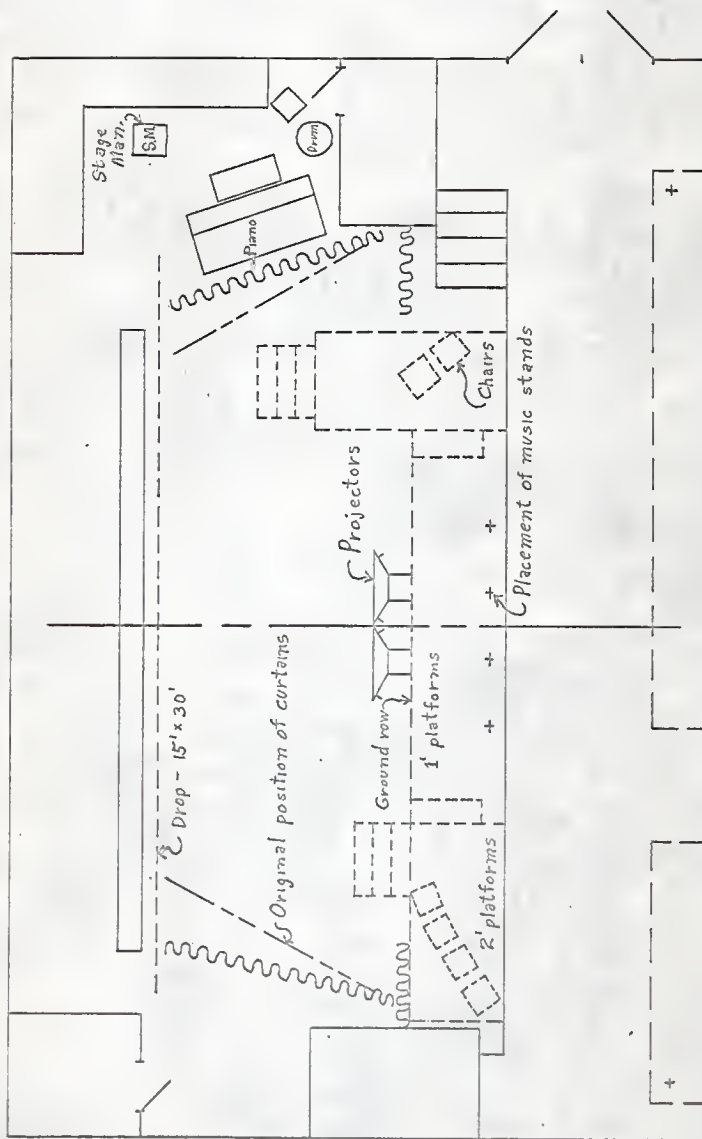 Stage
Man.
S.M.
Drum
Piano
Chairs
Projectors
Placement of music stands
Drop - 15' x 30'
Original position of curtains
Ground row
1' platforms
2' platforms